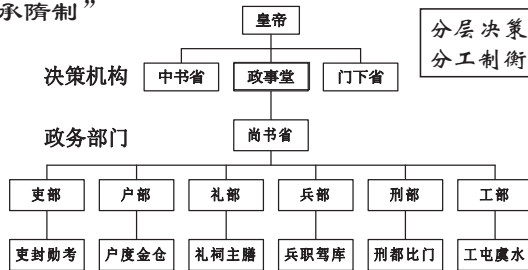 承隋制”
皇帝
分层决策
分工制衡
决策机构 中书省 政事堂 门下省
政务部门 尚书省
吏部 户部 礼部 兵部 刑部 工部
吏封勋考 户度金仓 礼祠主膳 兵职驾库 刑都比门 工屯虞水